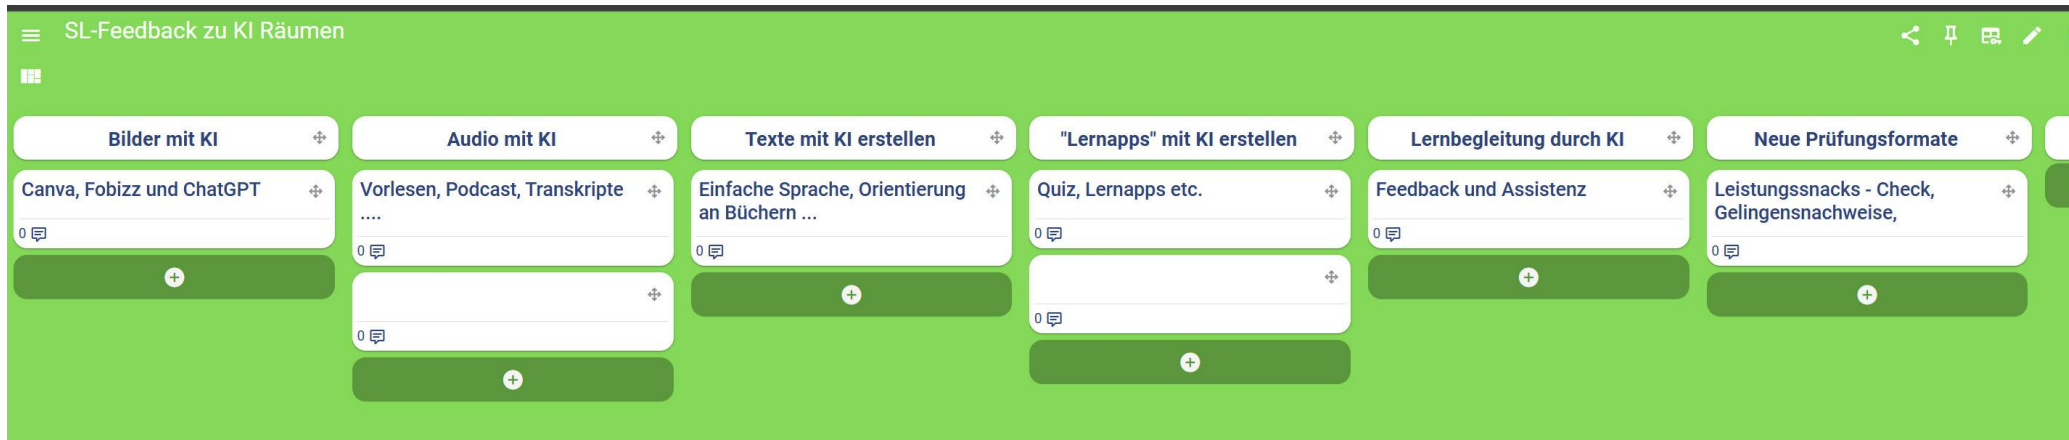 SL-Feedback zu KI Räumen
Bilder mit KI
Canva, Fobizz und ChatGPT
0
Audio mit KI
Vorlesen, Podcast, Transkripte
....
0
0
Texte mit KI erstellen
Einfache Sprache, Orientierung
an Büchern ...
0
"Lernapps" mit KI erstellen
Quiz, Lernapps etc.
0
0
Lernbegleitung durch KI
Feedback und Assistenz
0
Neue Prüfungsformate
Leistungssnacks - Check,
Gelingensnachweise,
0